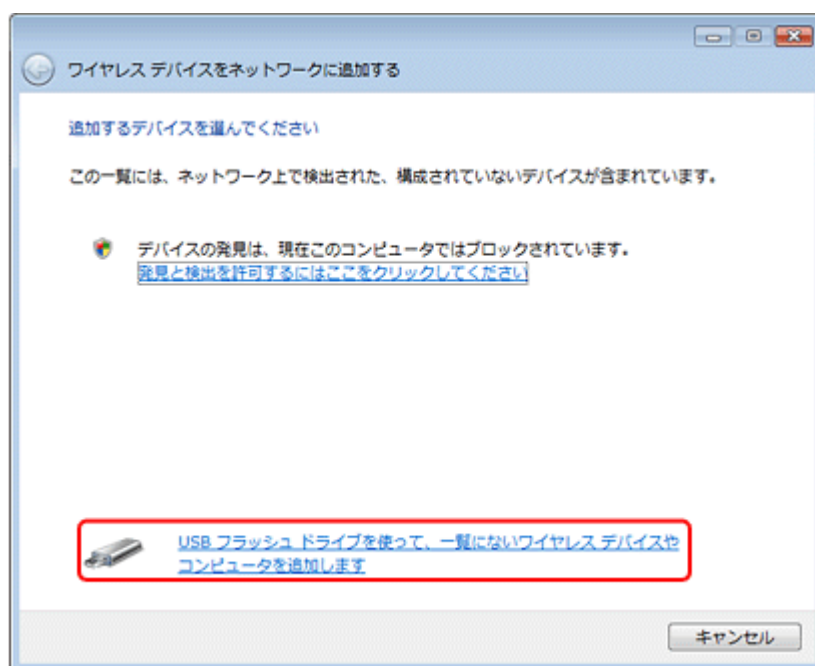 ワイヤレス デバイスをネットワークに追加する
追加するデバイスを選んでください
この一覧には、ネットワーク上で検出された、構成されていないデバイスが含まれています。
デバイスの発見は、現在このコンピュータではブロックされています。
発見と検出を許可するにはここをクリックしてください
USB フラッシュ ドライブを使って、一覧にないワイヤレス デバイスや
コンピュータを追加します
キャンセル